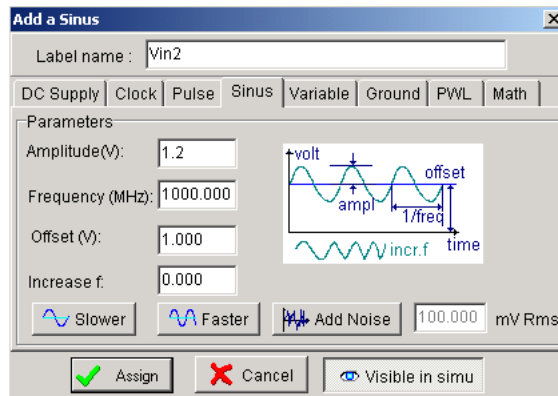 Add a Sinus
Label name : Vin2
DC Supply Clock Pulse Sinus Variable Ground PWL Math
Parameters
Amplitude(V): 1.2
Frequency (MHz): 1000.000
Offset (V): 1.000
Increase f: 0.000
volt
offset
ampl
1/freq
time
incr.f
Slower Faster Add Noise 100.000 mV Rms
Assign Cancel Visible in simu